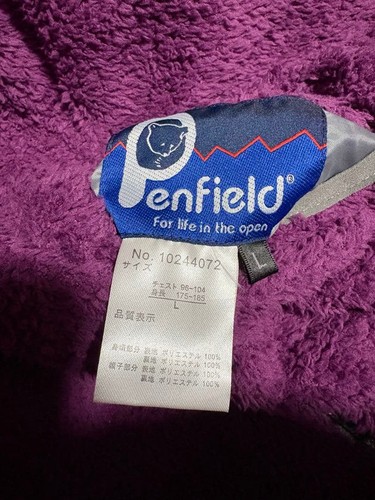 Penfield®
For life in the open
L
No. 10244072
サイズ
チェスト 96-104
身長 175-185
L
品質表示
身頃部分 表地 ポリエステル 100%
裏地 ポリエステル 100%
帽子部分 表地 ポリエステル 100%
裏地 ポリエステル 100%